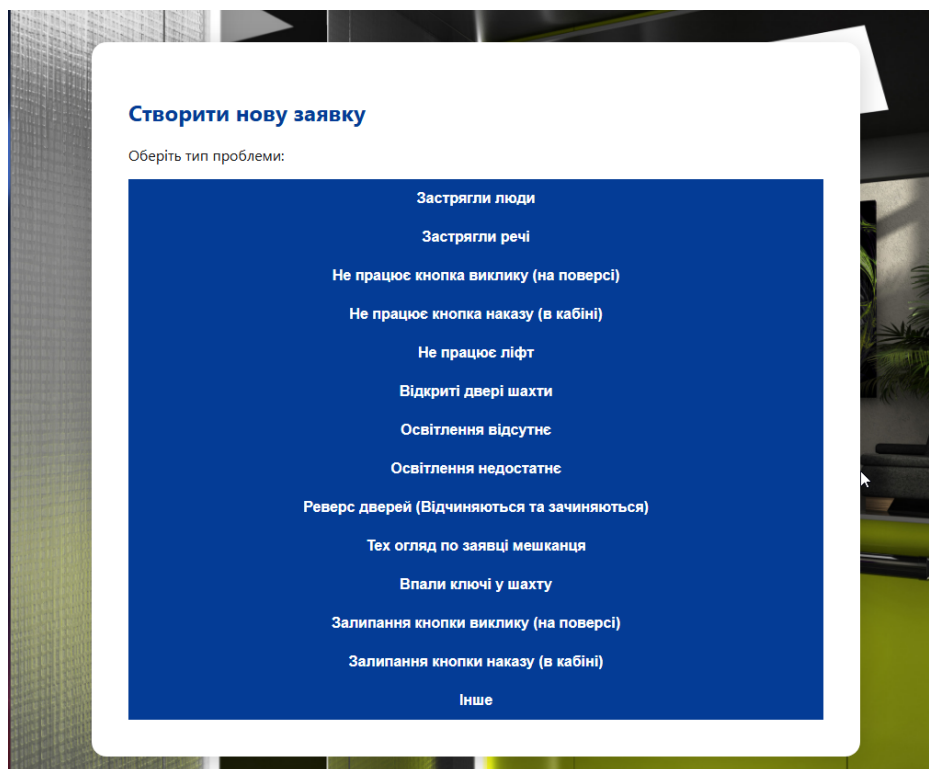 Створити нову заявку
Оберіть тип проблеми:
Застрягли люди
Застрягли речі
Не працює кнопка виклику (на поверсі)
Не працює кнопка наказу (в кабіні)
Не працює ліфт
Відкриті двері шахти
Освітлення відсутнє
Освітлення недостатнє
Реверс дверей (Відчиняються та зачиняються)
Тех огляд по заявці мешканця
Впали ключі у шахту
Залипання кнопки виклику (на поверсі)
Залипання кнопки наказу (в кабіні)
Інше